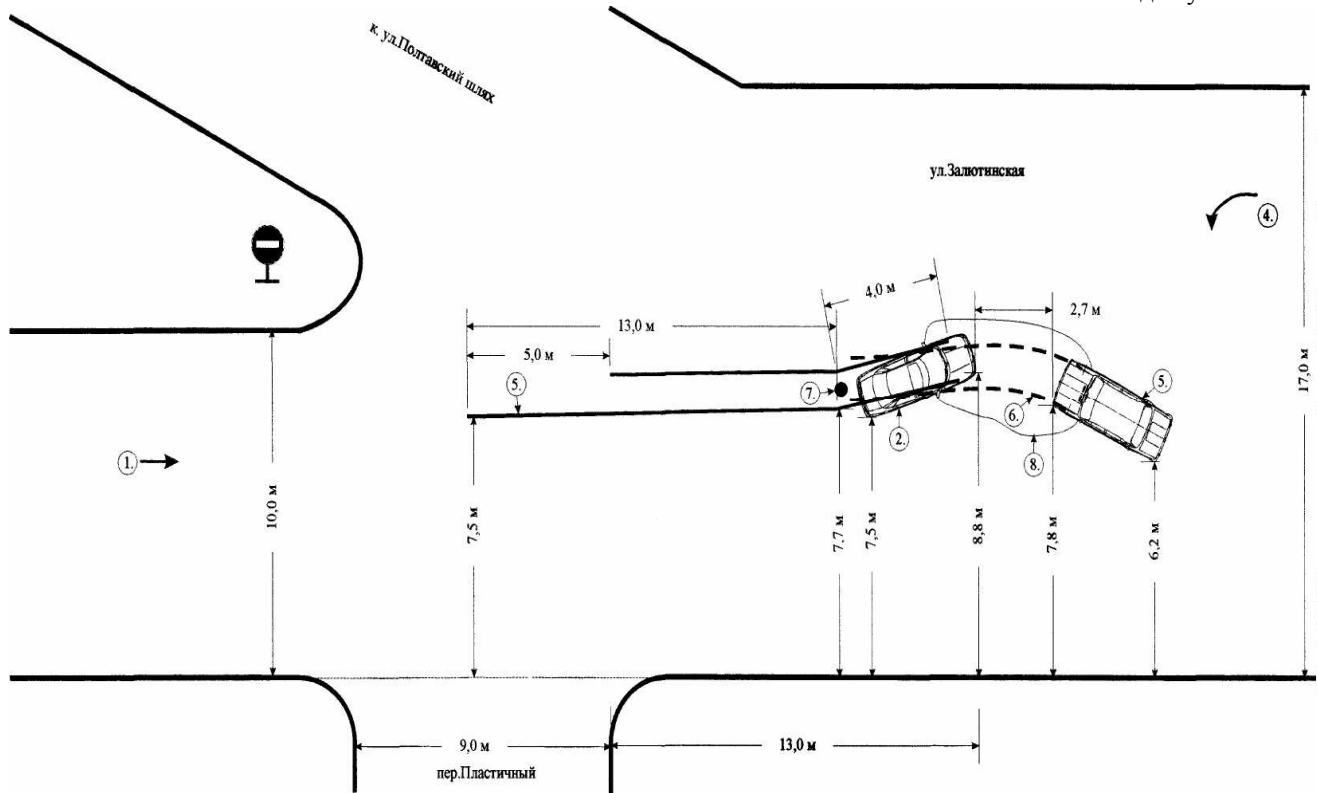 к. ул.Полтавский шлях
ул.Залютинская
4.
4,0 м
13,0 м
2,7 м
5,0 м
17,0 м
5.
7.
5.
2.
6.
1.
8.
10,0 м
7,5 м
7,7 м
7,5 м
8,8 м
7,8 м
6,2 м
9,0 м
13,0 м
пер.Пластичный